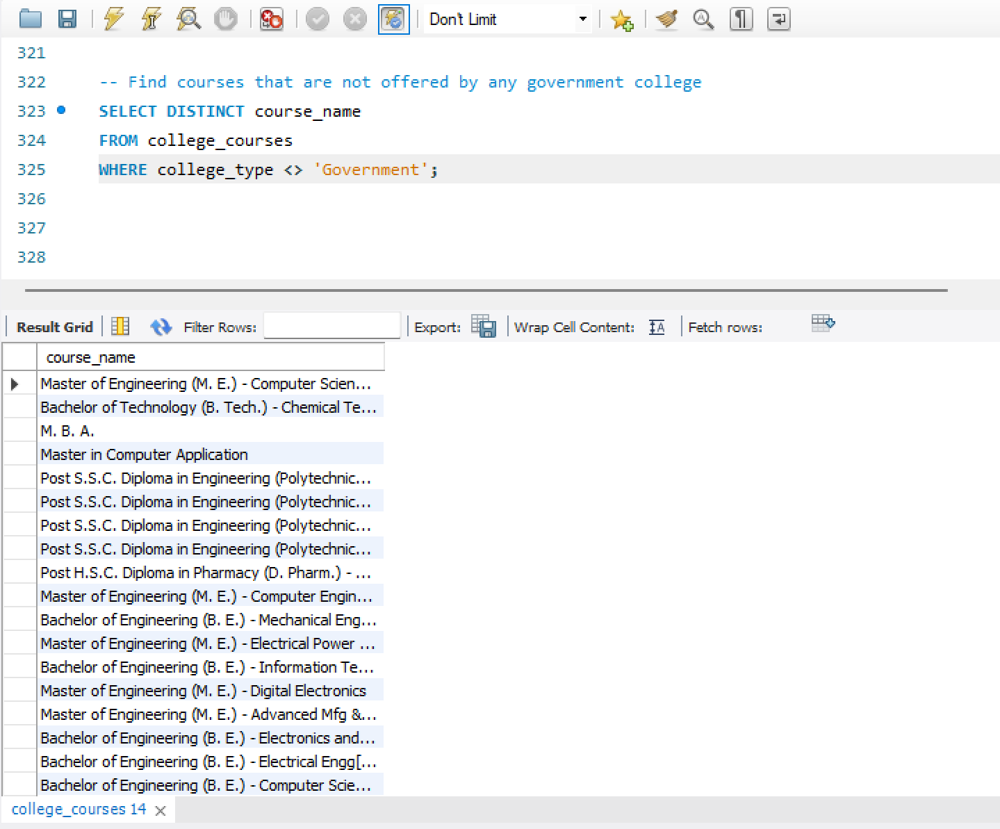 Don't Limit
321
322 -- Find courses that are not offered by any government college
323 SELECT DISTINCT course_name
324 FROM college_courses
325 WHERE college_type <> 'Government';
326
327
328
Result Grid Filter Rows: Export: Wrap Cell Content: Fetch rows:
course_name
Master of Engineering (M. E.) - Computer Scien...
Bachelor of Technology (B. Tech.) - Chemical Te...
M. B. A.
Master in Computer Application
Post S.S.C. Diploma in Engineering (Polytechnic...
Post S.S.C. Diploma in Engineering (Polytechnic...
Post S.S.C. Diploma in Engineering (Polytechnic...
Post S.S.C. Diploma in Engineering (Polytechnic...
Post H.S.C. Diploma in Pharmacy (D. Pharm.) - ...
Master of Engineering (M. E.) - Computer Engin...
Bachelor of Engineering (B. E.) - Mechanical Eng...
Master of Engineering (M. E.) - Electrical Power ...
Bachelor of Engineering (B. E.) - Information Te...
Master of Engineering (M. E.) - Digital Electronics
Master of Engineering (M. E.) - Advanced Mfg &...
Bachelor of Engineering (B. E.) - Electronics and...
Bachelor of Engineering (B. E.) - Electrical Engg[...
Bachelor of Engineering (B. E.) - Computer Scie...
college_courses 14